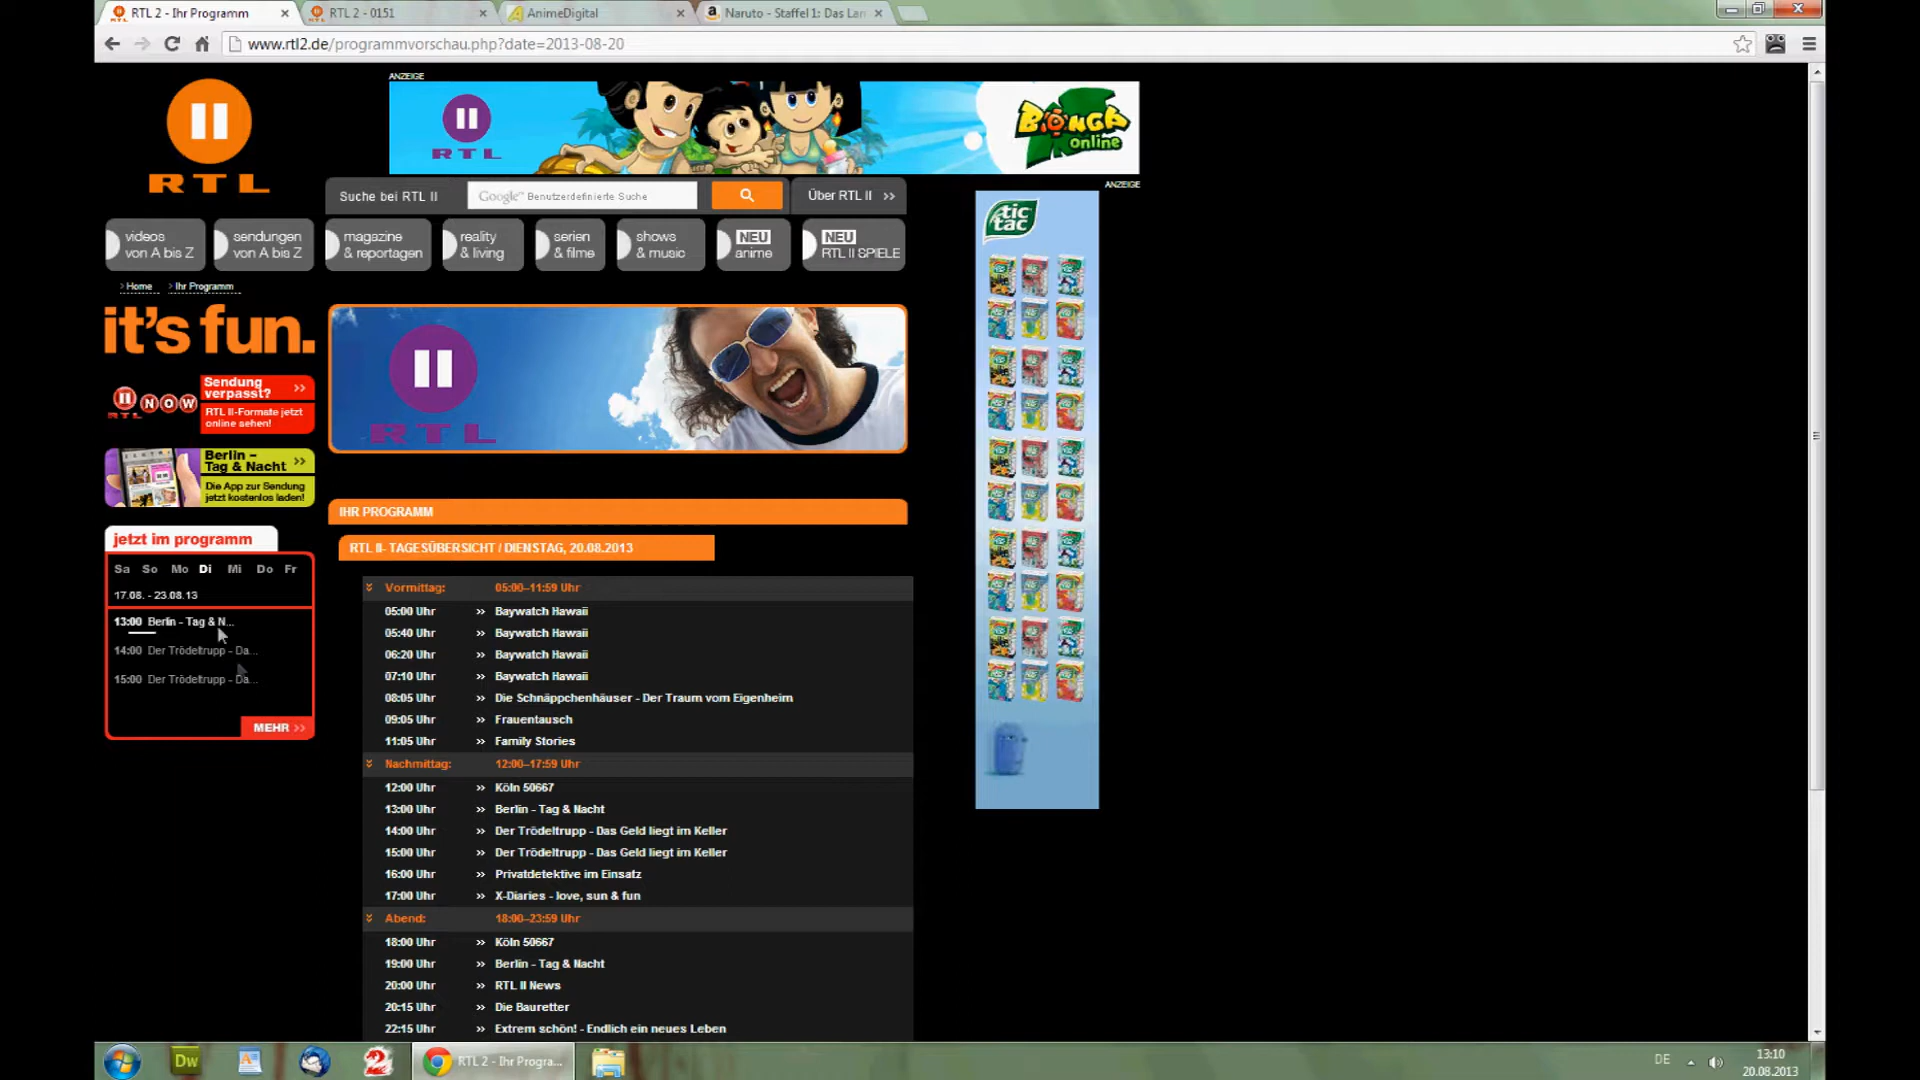 RTL 2 - Ihr Programm
RTL 2 - 0151
AnimeDigital
Naruto - Staffel 1: Das Lan
www.rtl2.de/programmvorschau.php?date=2013-08-20
ANZEIGE
RTL
RTL
BONGA
online
ANZEIGE
Suche bei RTL II
Google™ Benutzerdefinierte Suche
Über RTL II >>
videos
von A bis Z
sendungen
von A bis Z
magazine
& reportagen
reality
& living
serien
& filme
shows
& music
NEU
anime
NEU
RTL II SPIELE
tic
tac
> Home
> Ihr Programm
it's fun.
RTL
RTL
NOW
Sendung
verpasst? >>
RTL II-Formate jetzt
online sehen!
Berlin –
Tag & Nacht >>
Die App zur Sendung
jetzt kostenlos laden!
IHR PROGRAMM
RTL II- TAGESÜBERSICHT / DIENSTAG, 20.08.2013
jetzt im programm
Sa So Mo Di Mi Do Fr
17.08. - 23.08.13
13:00 Berlin - Tag & N...
14:00 Der Trödeltrupp - Da...
15:00 Der Trödeltrupp - Da...
MEHR >>
Vormittag: 05:00–11:59 Uhr
05:00 Uhr >> Baywatch Hawaii
05:40 Uhr >> Baywatch Hawaii
06:20 Uhr >> Baywatch Hawaii
07:10 Uhr >> Baywatch Hawaii
08:05 Uhr >> Die Schnäppchenhäuser - Der Traum vom Eigenheim
09:05 Uhr >> Frauentausch
11:05 Uhr >> Family Stories
Nachmittag: 12:00–17:59 Uhr
12:00 Uhr >> Köln 50667
13:00 Uhr >> Berlin - Tag & Nacht
14:00 Uhr >> Der Trödeltrupp - Das Geld liegt im Keller
15:00 Uhr >> Der Trödeltrupp - Das Geld liegt im Keller
16:00 Uhr >> Privatdetektive im Einsatz
17:00 Uhr >> X-Diaries - love, sun & fun
Abend: 18:00–23:59 Uhr
18:00 Uhr >> Köln 50667
19:00 Uhr >> Berlin - Tag & Nacht
20:00 Uhr >> RTL II News
20:15 Uhr >> Die Bauretter
22:15 Uhr >> Extrem schön! - Endlich ein neues Leben
Dw
RTL 2 - Ihr Progra...
DE
13:10
20.08.2013